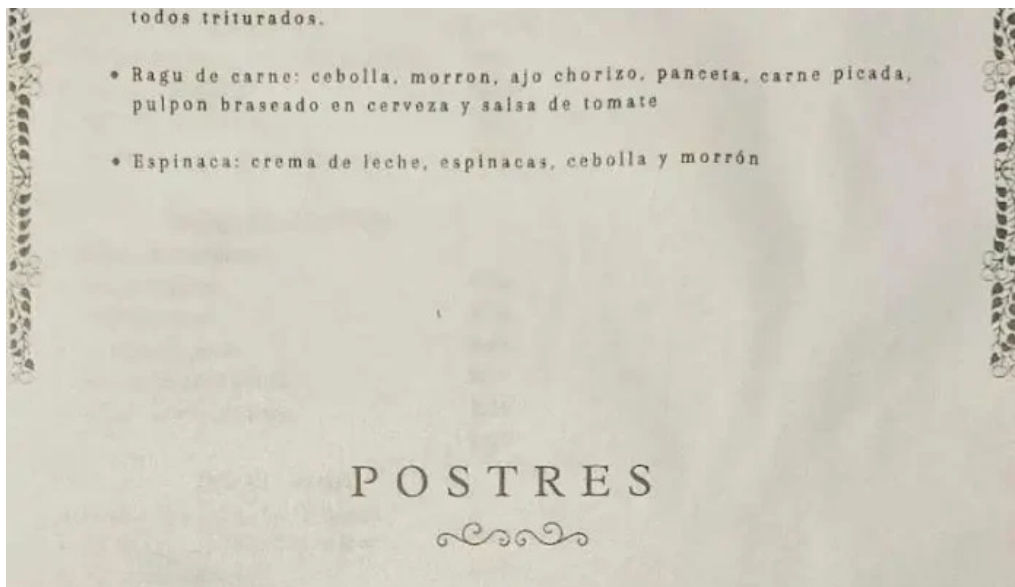 todos triturados.
• Ragu de carne: cebolla, morron, ajo chorizo, panceta, carne picada,
pulpon braseado en cerveza y salsa de tomate
• Espinaca: crema de leche, espinacas, cebolla y morrón
POSTRES